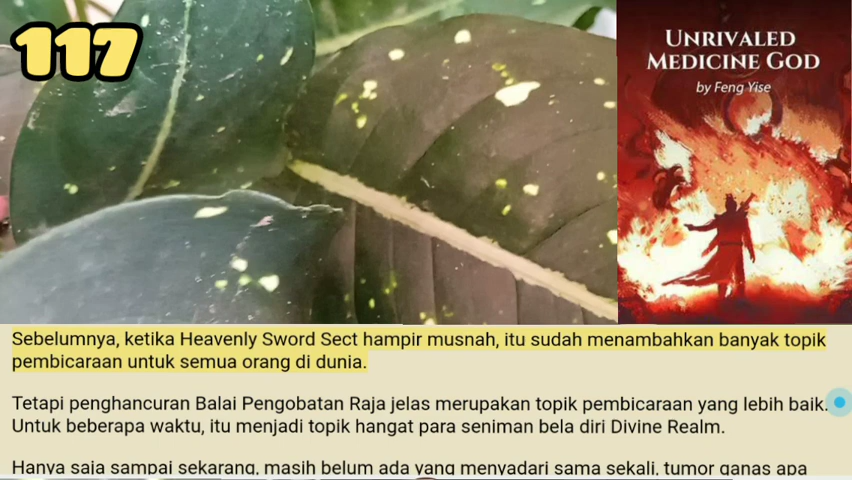 117
UNRIVALED
MEDICINE GOD
by Feng Yise
Sebelumnya, ketika Heavenly Sword Sect hampir musnah, itu sudah menambahkan banyak topik
pembicaraan untuk semua orang di dunia.
Tetapi penghancuran Balai Pengobatan Raja jelas merupakan topik pembicaraan yang lebih baik.
Untuk beberapa waktu, itu menjadi topik hangat para seniman bela diri Divine Realm.
Hanya saja sampai sekarang, masih belum ada yang menyadari sama sekali, tumor ganas apa